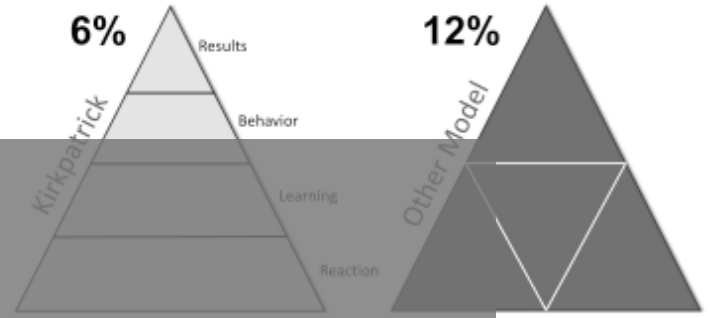 6%
Results
Behavior
Learning
Reaction
Kirkpatrick
12%
Other Model